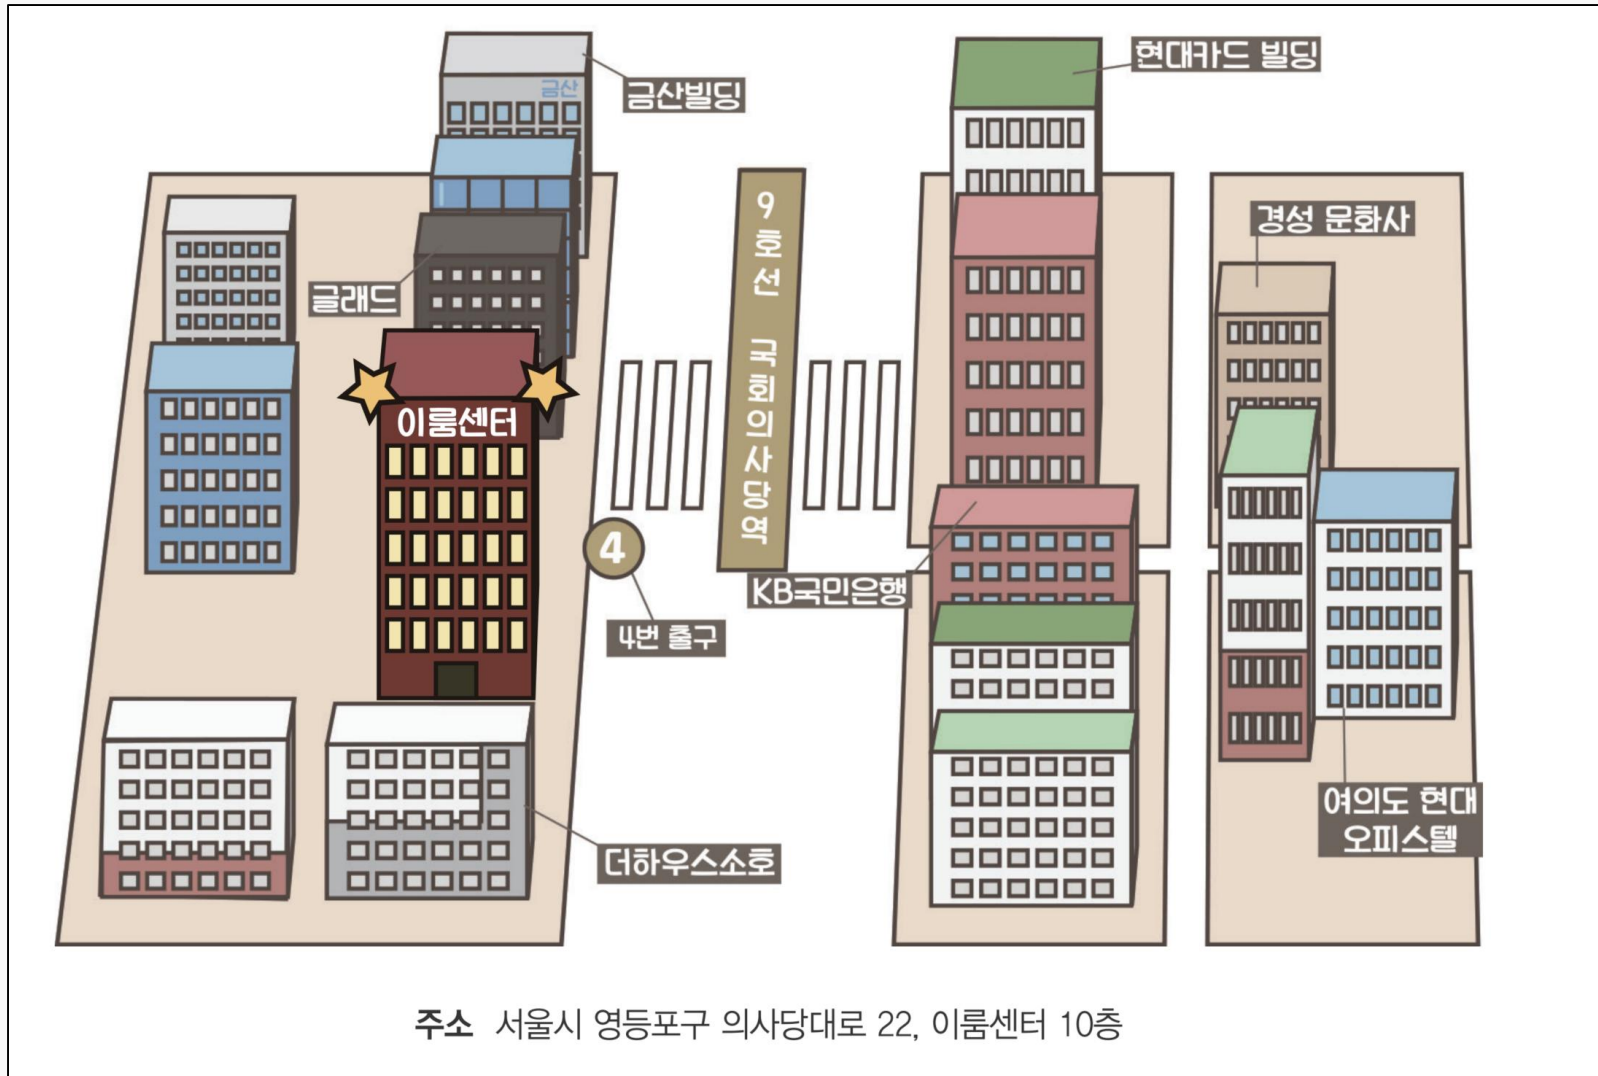 현대카드 빌딩
금산
금산빌딩
경성 문화사
글래드
9호선 국회의사당역
이룸센터
4
KB국민은행
4번 출구
여의도 현대
오피스텔
더하우스소호
주소 서울시 영등포구 의사당대로 22, 이룸센터 10층